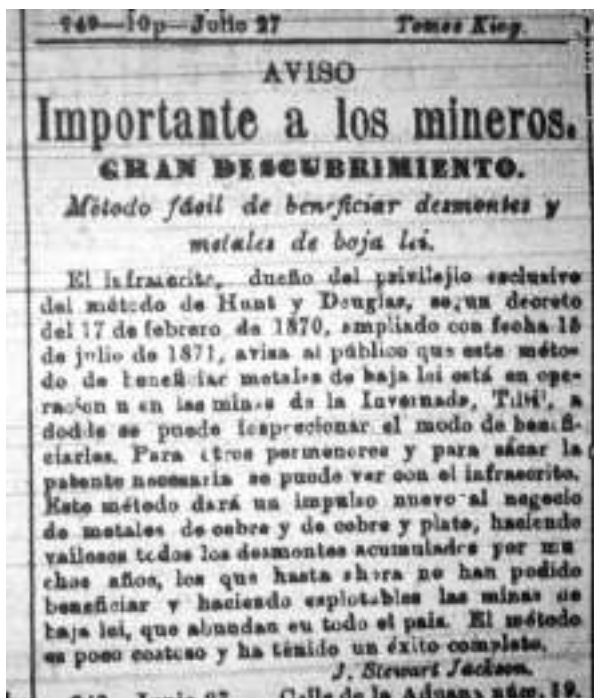 949—10p—Julio 27 Tomas King.
AVISO
Importante a los mineros.
GRAN DESCUBRIMIENTO.
Método fácil de beneficiar desmontes y
metales de baja lei.
El infrascrito, dueño del privilejio esclusivo
del método de Hunt y Douglas, segun decreto
del 17 de febrero de 1870, ampliado con fecha 15
de julio de 1871, avisa al público que este méto-
do de beneficiar metales de baja lei está en ope-
racion en las minas de la Invernada, Tiltil, a
donde se puede inspeccionar el modo de benefi-
ciarlos. Para otros pormenores y para sacar la
patente necesaria se puede ver con el infrascrito.
Este método dará un impulso nuevo al negocio
de metales de cobre y de cobre y plata, haciendo
valiosos todos los desmontes acumulados por mu
chos años, los que hasta ahora no han podido
beneficiar y haciendo esplotables las minas de
baja lei, que abundan en todo el pais. El método
es poco costoso y ha tenido un éxito completo.
J. Stewart Jackson.
Calle de la Aduana núm. 19.